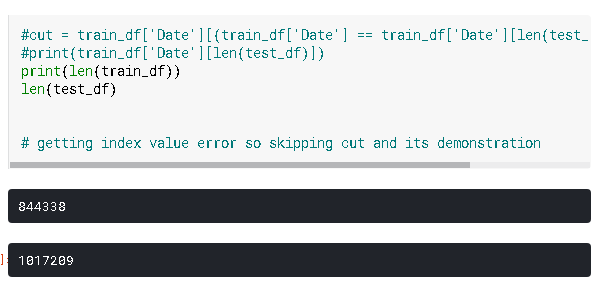 #cut = train_df['Date'][(train_df['Date'] == train_df['Date'][len(test_
#print(train_df['Date'][len(test_df)])
print(len(train_df))
len(test_df)
# getting index value error so skipping cut and its demonstration
844338
]: 1017209